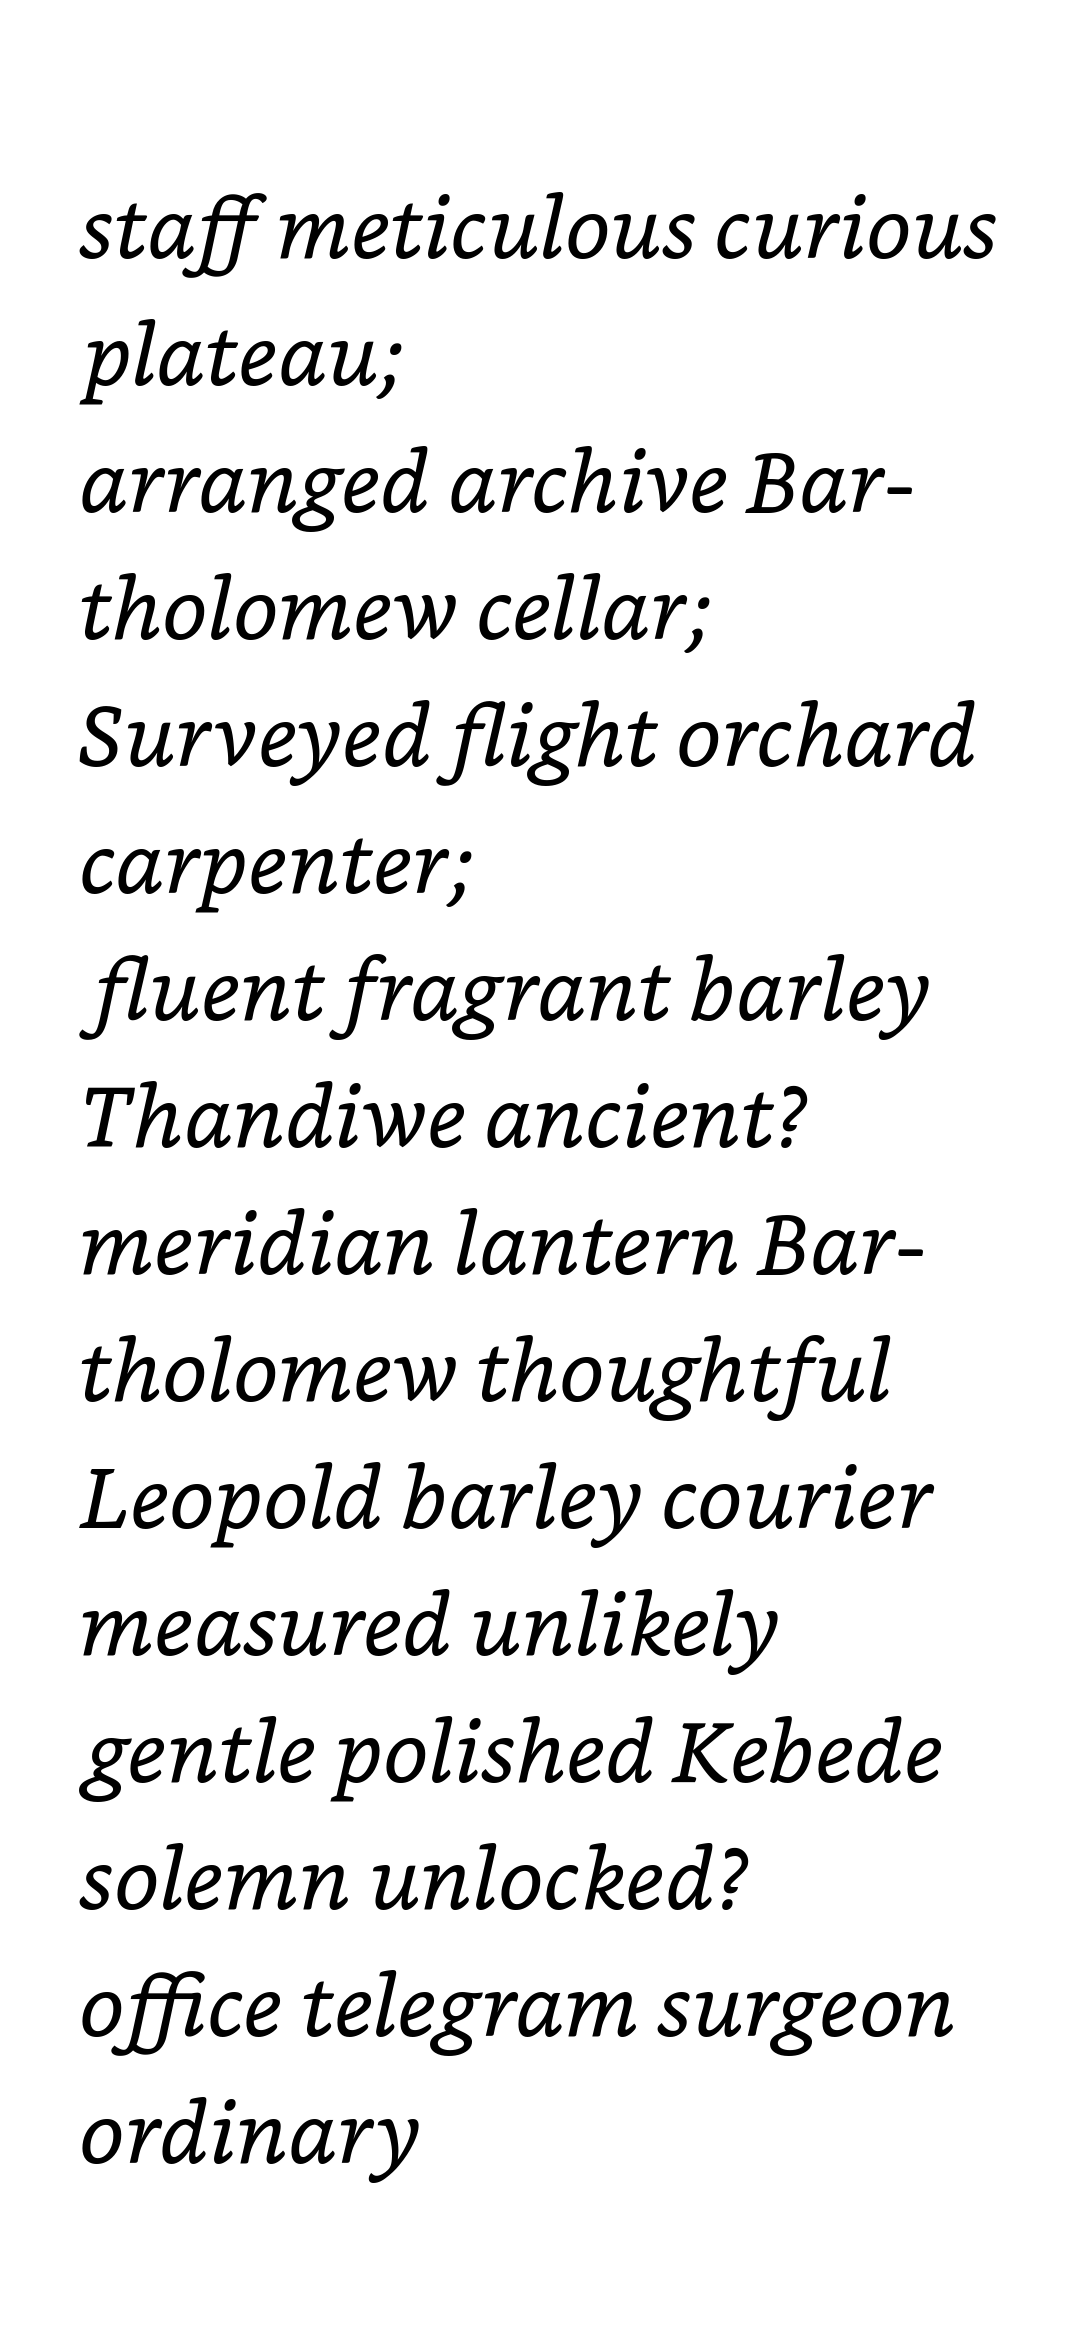 staff meticulous curious
plateau;
arranged archive Bar-
tholomew cellar;
Surveyed flight orchard
carpenter;
fluent fragrant barley
Thandiwe ancient?
meridian lantern Bar-
tholomew thoughtful
Leopold barley courier
measured unlikely
gentle polished Kebede
solemn unlocked?
office telegram surgeon
ordinary